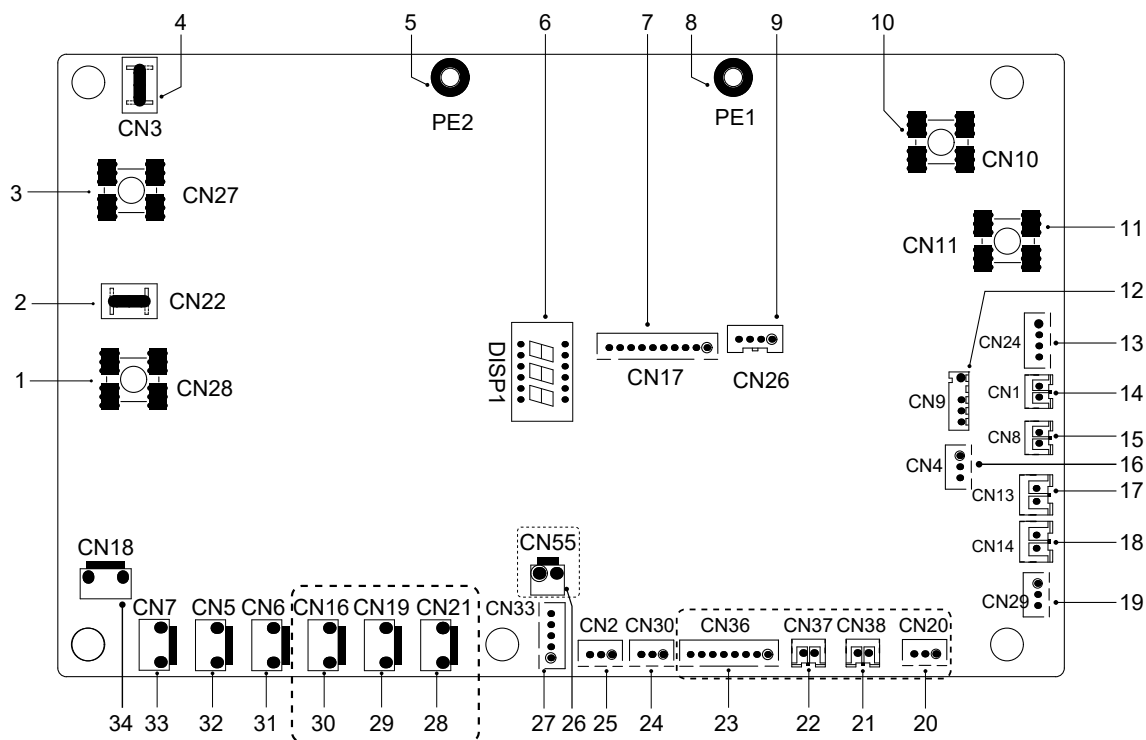 4 5 6 7 8 9 10
CN3
PE2
PE1
CN10
3
CN27
CN11
11
2
CN22
12
DISP1
CN17
CN26
CN24
13
1
CN28
CN9
CN1
14
CN8
15
CN4
16
CN13
17
CN14
18
CN18
CN55
CN29
19
CN7 CN5 CN6 CN16 CN19 CN21
CN33
CN2 CN30 CN36 CN37 CN38 CN20
34 33 32 31 30 29 28 27 26 25 24 23 22 21 20